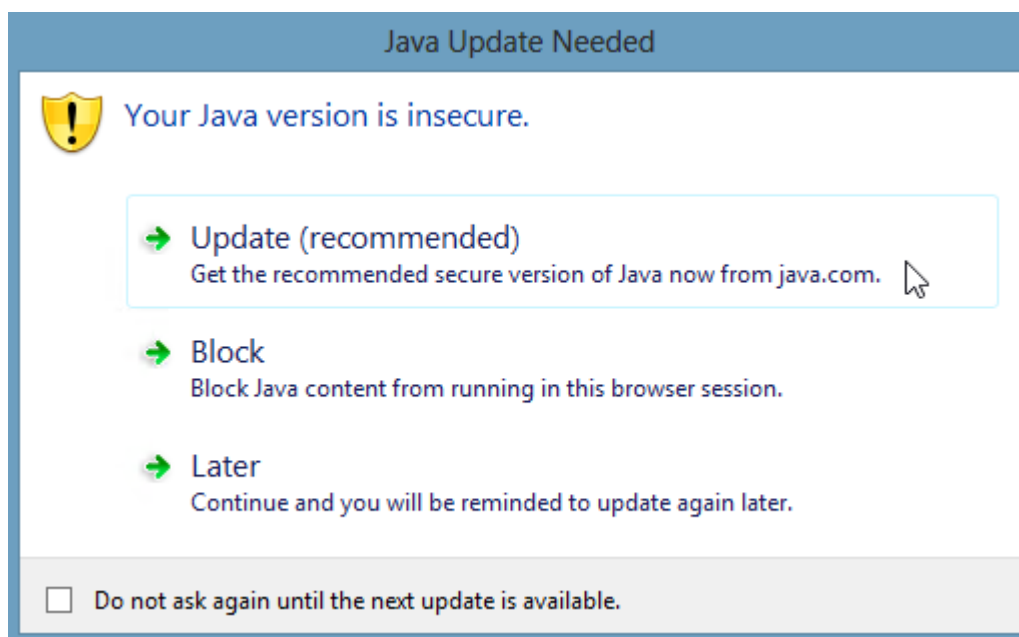 Java Update Needed
Your Java version is insecure.
Update (recommended)
Get the recommended secure version of Java now from java.com.
Block
Block Java content from running in this browser session.
Later
Continue and you will be reminded to update again later.
Do not ask again until the next update is available.